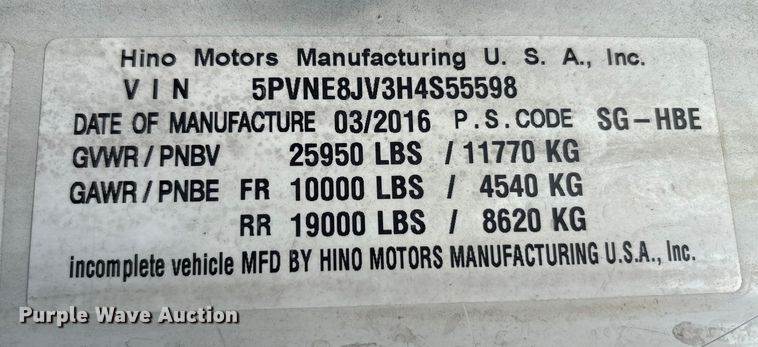 Hino Motors Manufacturing U. S. A., Inc.
VIN 5PVNE8JV3H4S55598
DATE OF MANUFACTURE 03/2016 P.S.CODE SG-HBE
GVWR/PNBV 25950 LBS / 11770 KG
GAWR/PNBE FR 10000 LBS / 4540 KG
RR 19000 LBS / 8620 KG
incomplete vehicle MFD BY HINO MOTORS MANUFACTURING U.S.A., Inc.
Purple Wave Auction